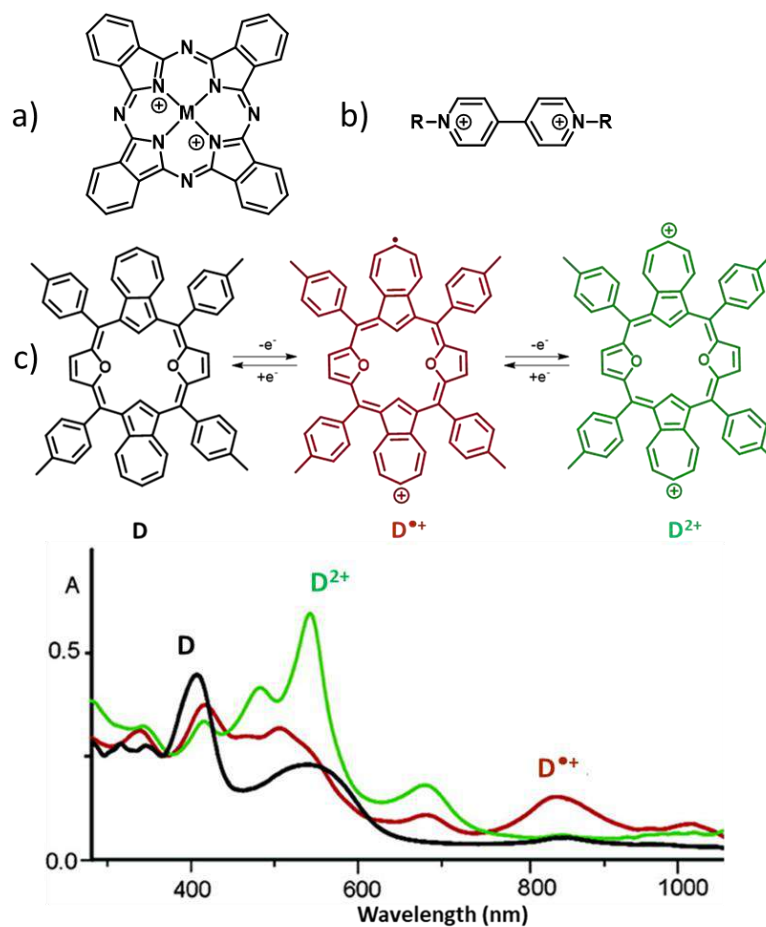 a)
N
N
N
M
N
N
N
N
N
⊕
⊕
b)
R-N
⊕
⊕
N-R
c)
O
O
-e⁻
+e⁻
•
O
O
⊕
-e⁻
+e⁻
⊕
O
O
⊕
D
D•+
D2+
A
D2+
D
0.5
D•+
0.0
400
600
800
1000
Wavelength (nm)